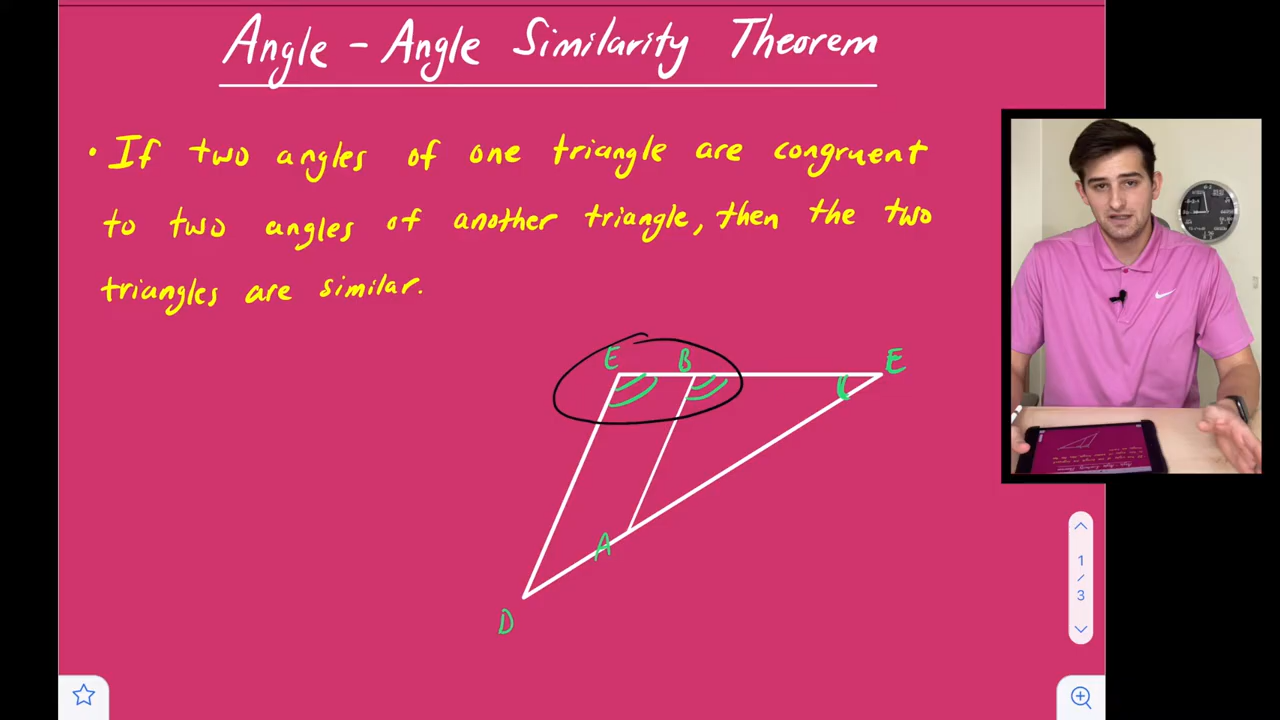 Angle - Angle Similarity Theorem
• If two angles of one triangle are congruent
to two angles of another triangle, then the two
triangles are similar.
E B E
A
D
1
/
3